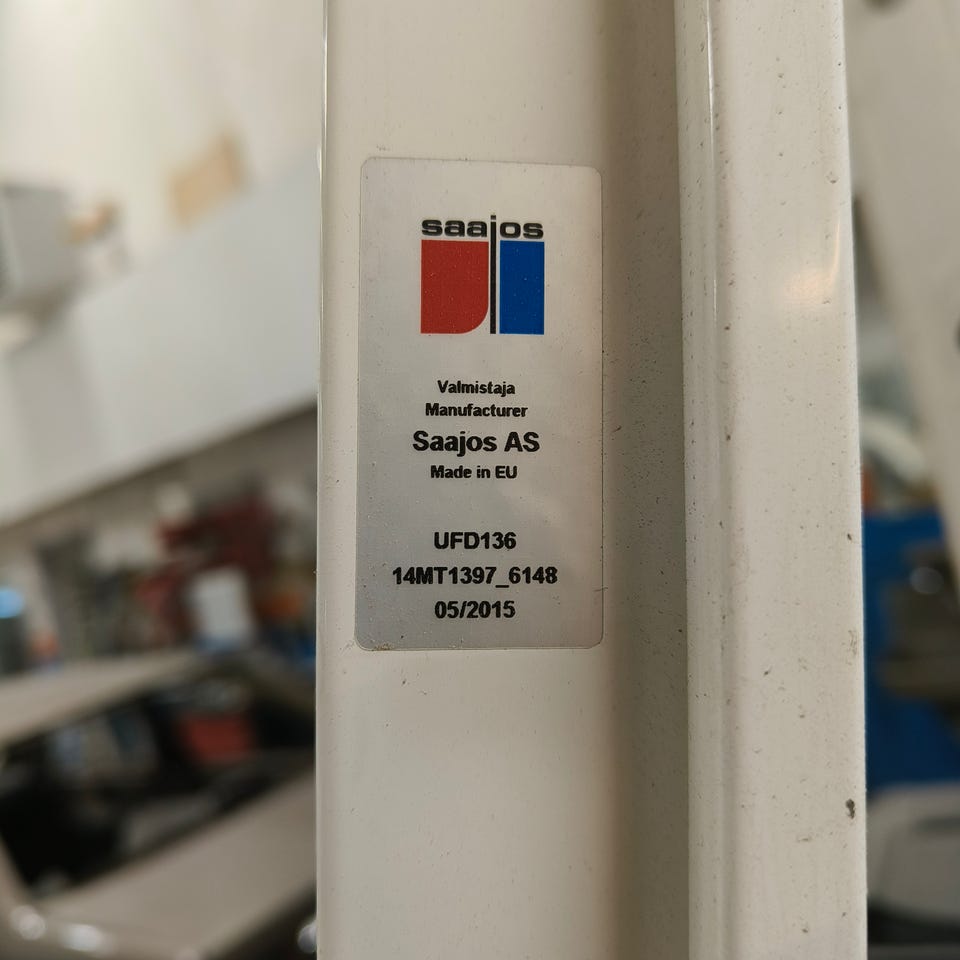 saajos
Valmistaja
Manufacturer
Saajos AS
Made in EU
UFD136
14MT1397_6148
05/2015